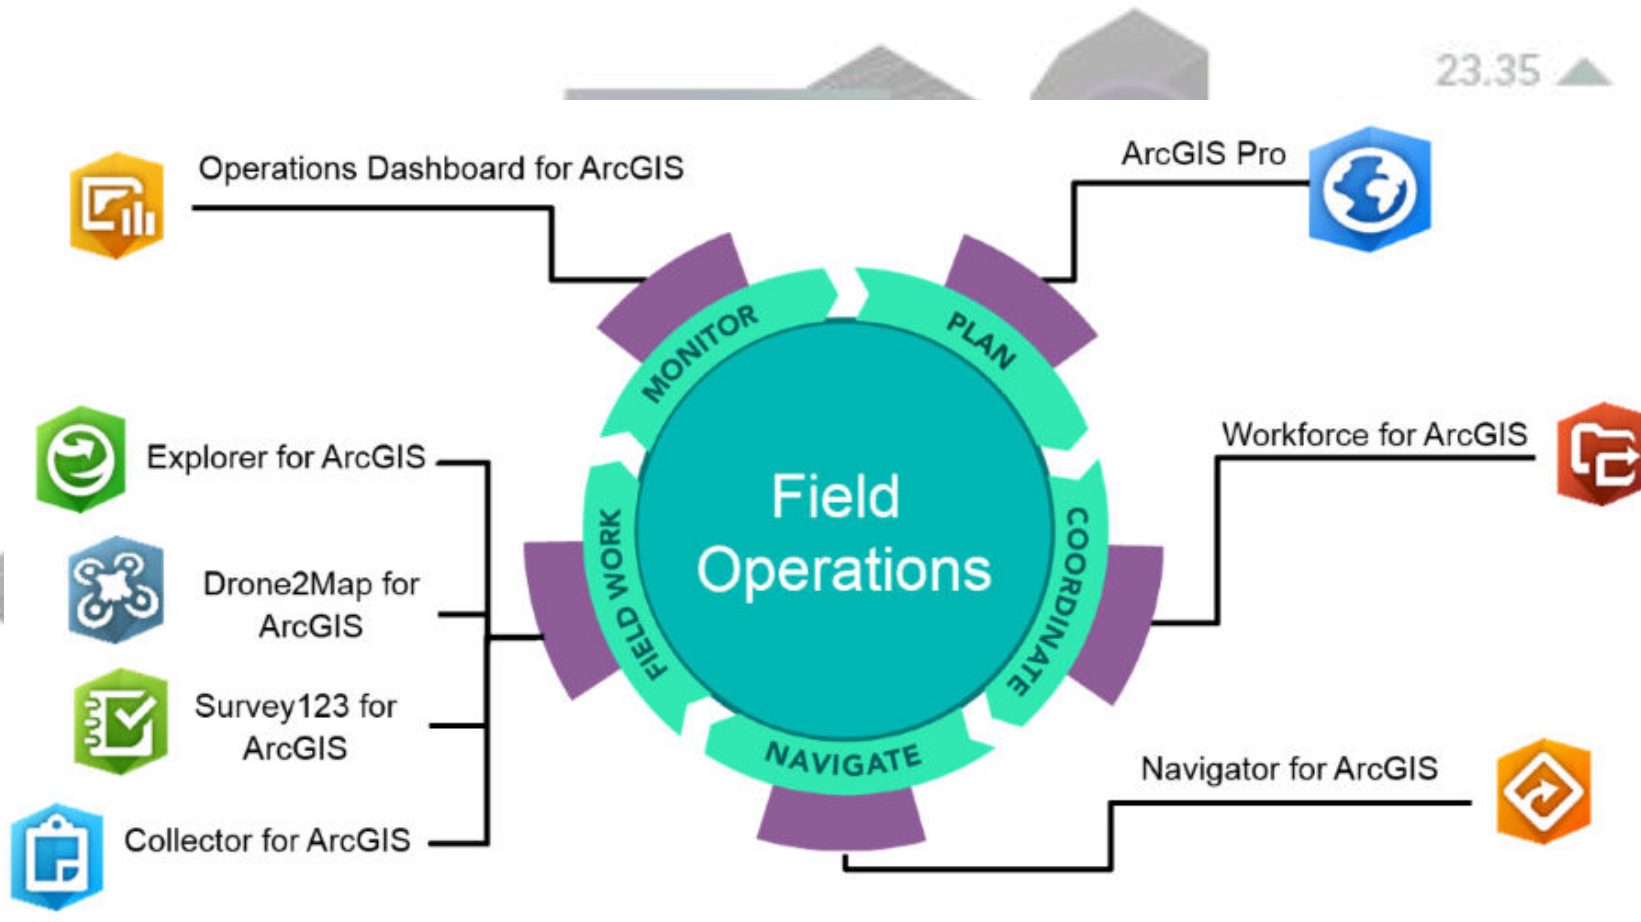 23.35
Operations Dashboard for ArcGIS
ArcGIS Pro
MONITOR
PLAN
Explorer for ArcGIS
Workforce for ArcGIS
Field
Operations
FIELD WORK
COORDINATE
Drone2Map for
ArcGIS
Survey123 for
ArcGIS
NAVIGATE
Navigator for ArcGIS
Collector for ArcGIS